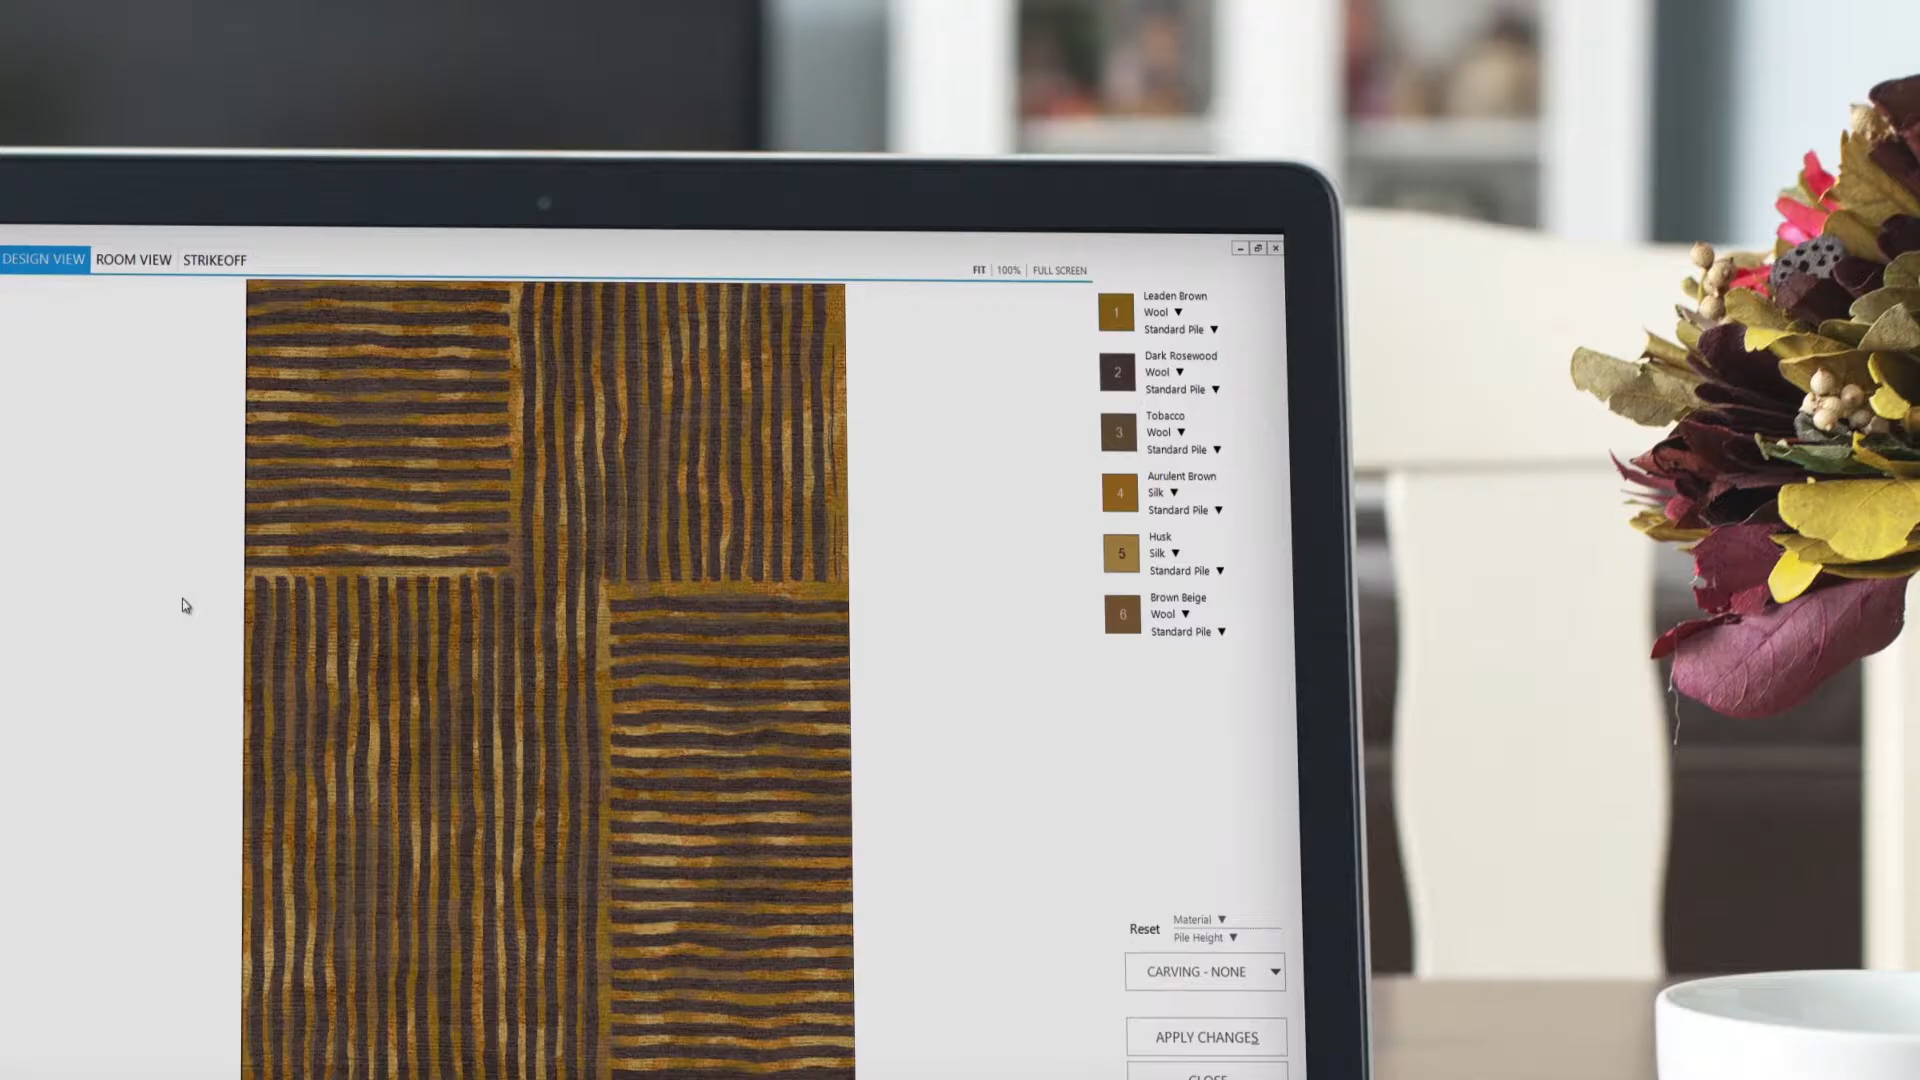 DESIGN VIEW ROOM VIEW STRIKEOFF
FIT 100% FULL SCREEN
1 Leaden Brown
Wool
Standard Pile
2 Dark Rosewood
Wool
Standard Pile
3 Tobacco
Wool
Standard Pile
4 Aurulent Brown
Silk
Standard Pile
5 Husk
Silk
Standard Pile
6 Brown Beige
Wool
Standard Pile
Reset
Material
Pile Height
CARVING - NONE
APPLY CHANGES
CLOSE